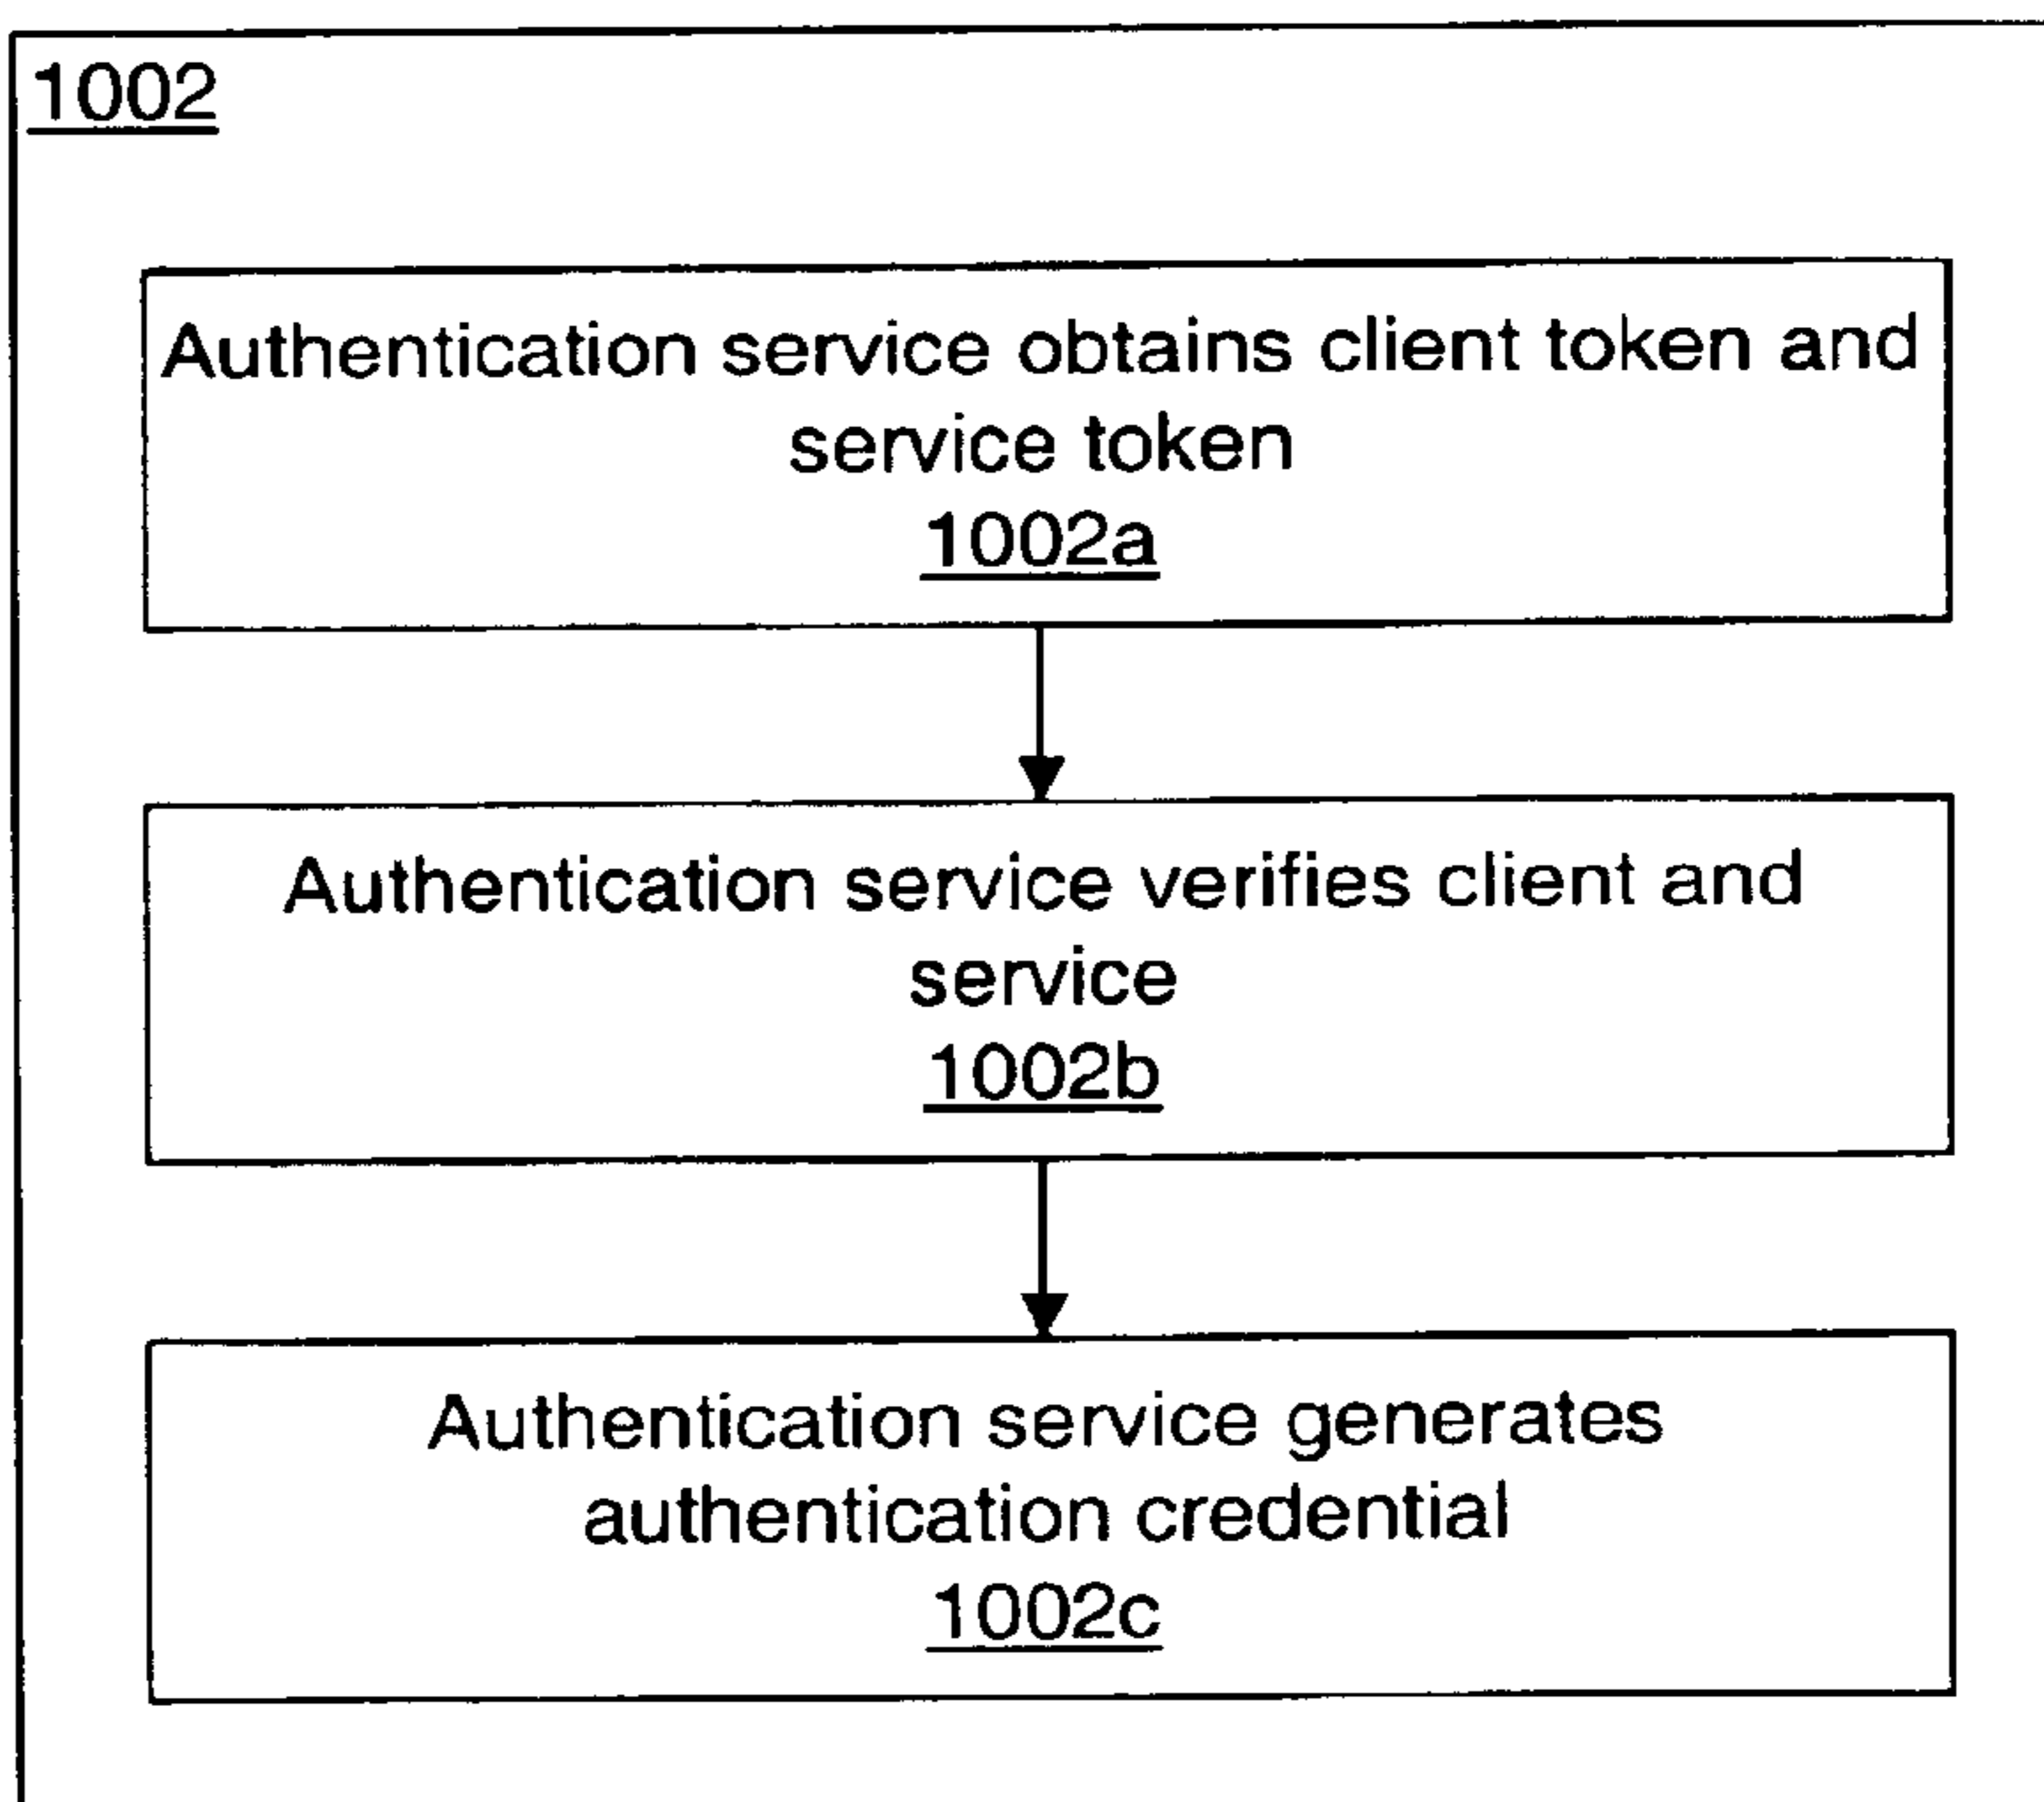 1002
Authentication service obtains client token and
service token
1002a
Authentication service verifies client and
service
1002b
Authentication service generates
authentication credential
1002c